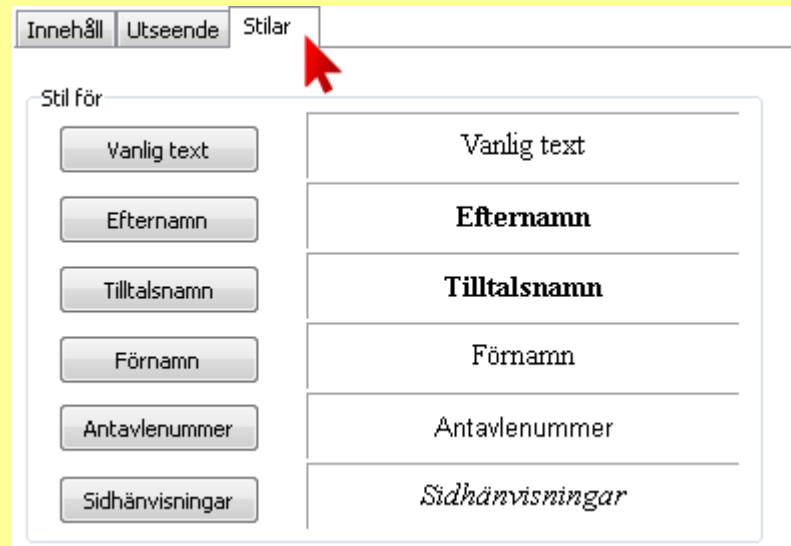 Innehåll Utseende Stilar
Stil för
Vanlig text Vanlig text
Efternamn Efternamn
Tilltalsnamn Tilltalsnamn
Förnamn Förnamn
Antavlenummer Antavlenummer
Sidhänvisningar Sidhänvisningar